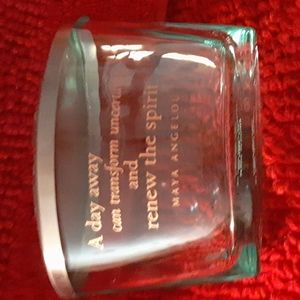 A day away
can transform
and
renew the spirit
MAYA ANGELOU